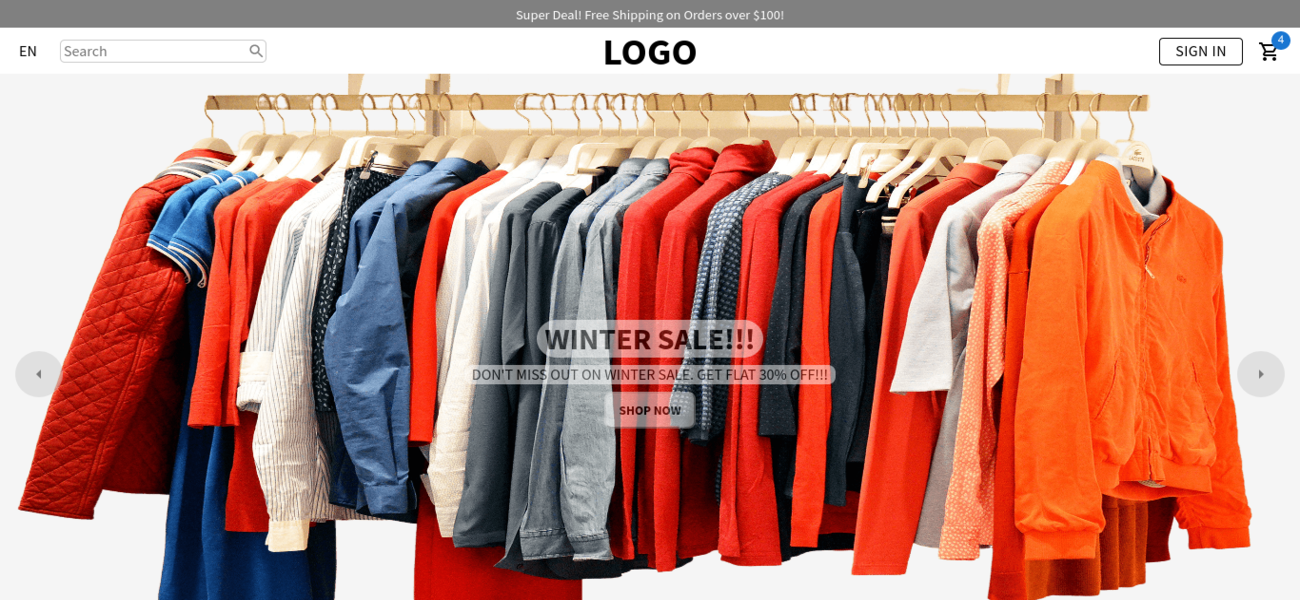 Super Deal! Free Shipping on Orders over $100!
EN
Search
LOGO
SIGN IN
4
WINTER SALE!!!
DON'T MISS OUT ON WINTER SALE. GET FLAT 30% OFF!!!
SHOP NOW